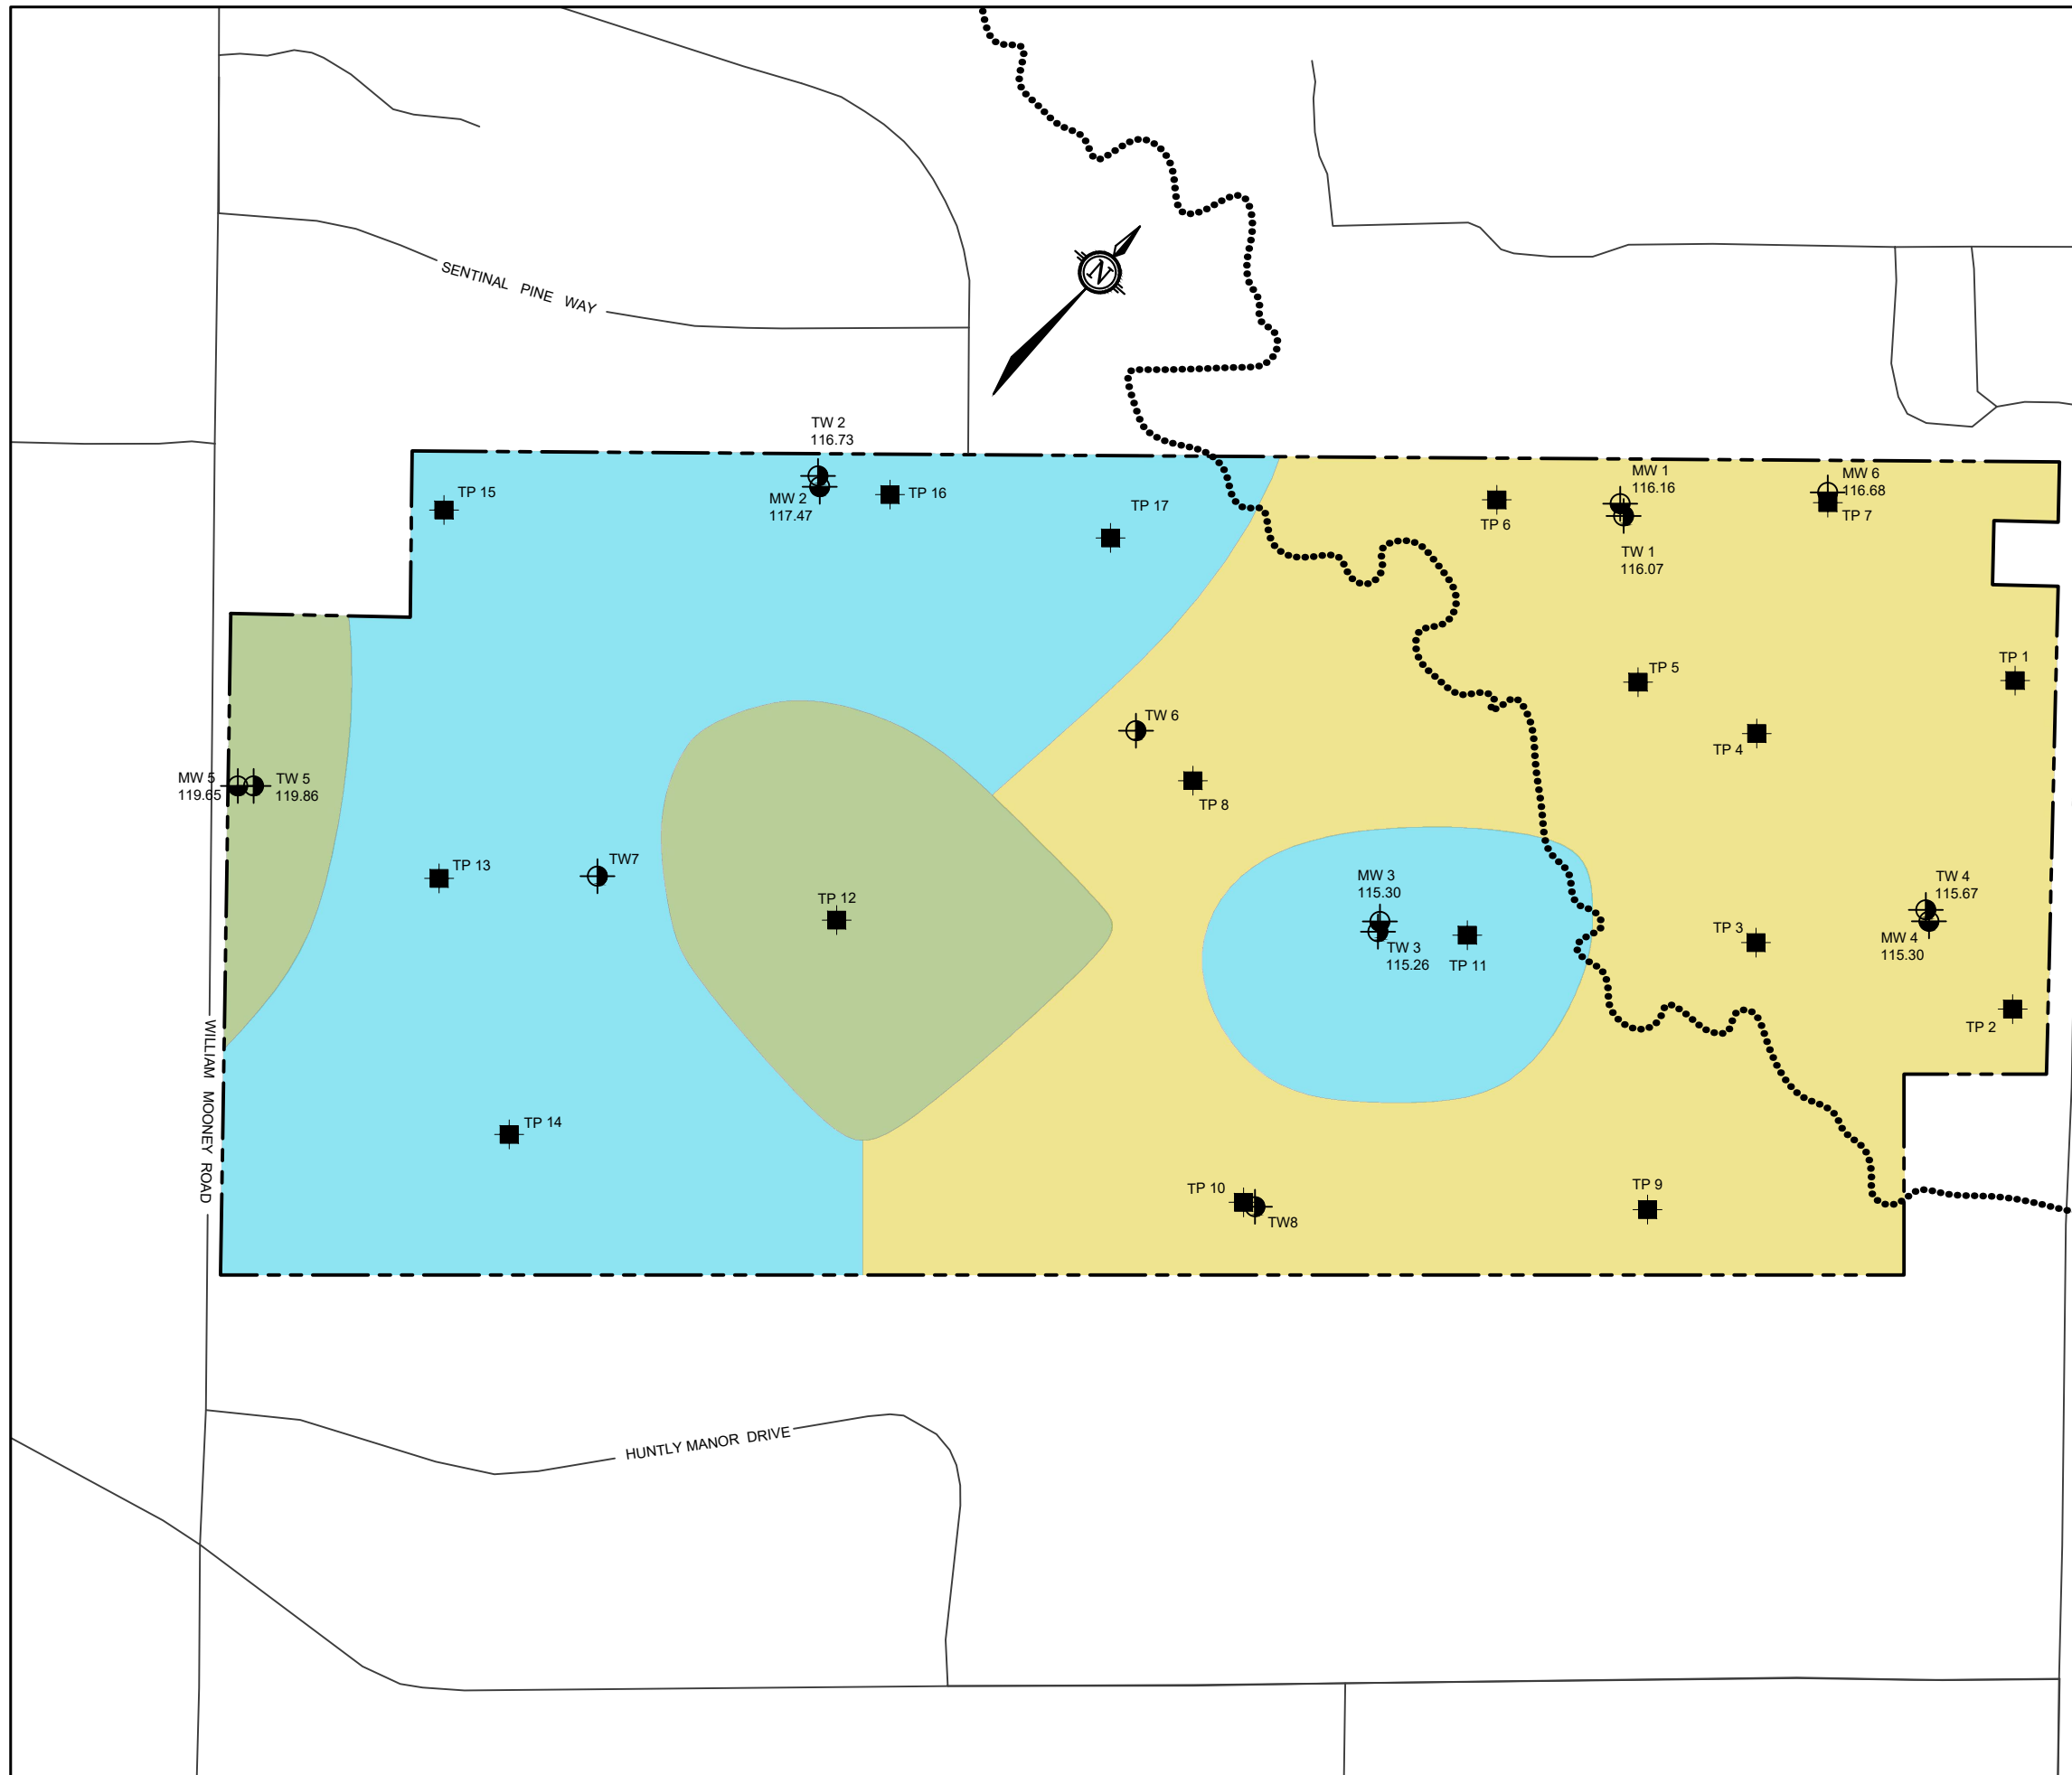 SENTINAL PINE WAY
N
TW 2
116.73
MW 2
117.47
TP 15
TP 16
TP 17
TP 6
MW 1
116.16
TW 1
116.07
MW 6
116.68
TP 7
TP 1
TP 5
TP 4
TW 6
TP 8
MW 5
119.65
TW 5
119.86
TP 13
TW7
TP 12
MW 3
115.30
TW 3
115.26
TP 11
TP 3
TW 4
115.67
MW 4
115.30
TP 2
WILLIAM MOONEY ROAD
TP 14
TP 10
TW8
TP 9
HUNTLY MANOR DRIVE